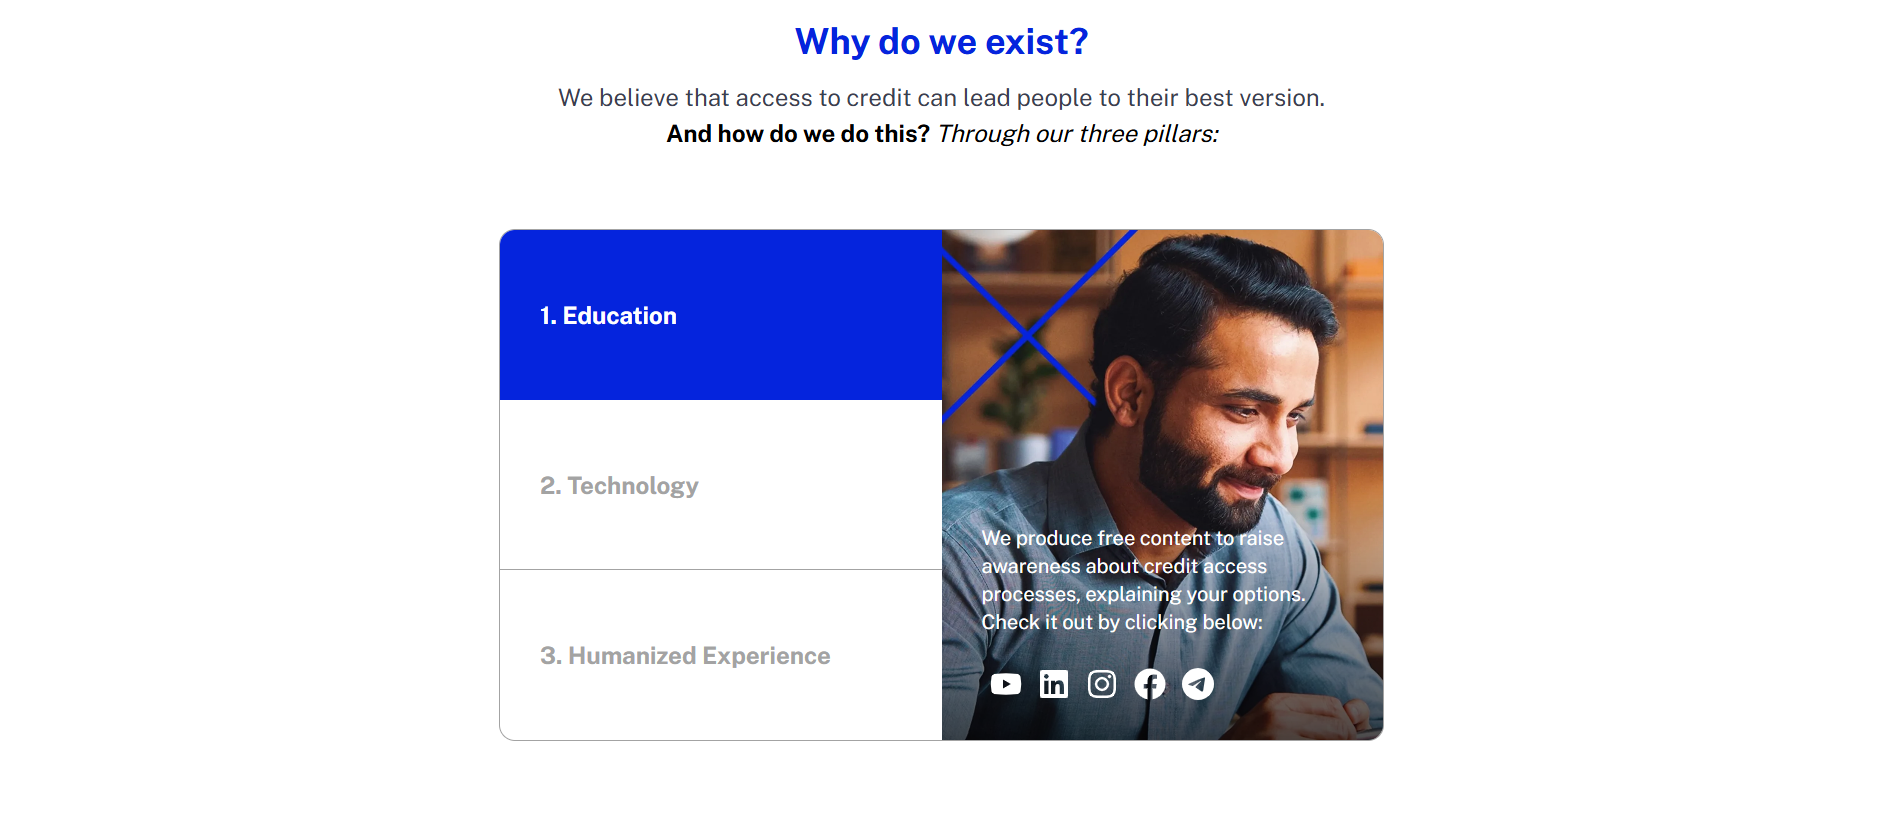 Why do we exist?
We believe that access to credit can lead people to their best version.
And how do we do this? Through our three pillars:
1. Education
2. Technology
3. Humanized Experience
We produce free content to raise
awareness about credit access
processes, explaining your options.
Check it out by clicking below:
in